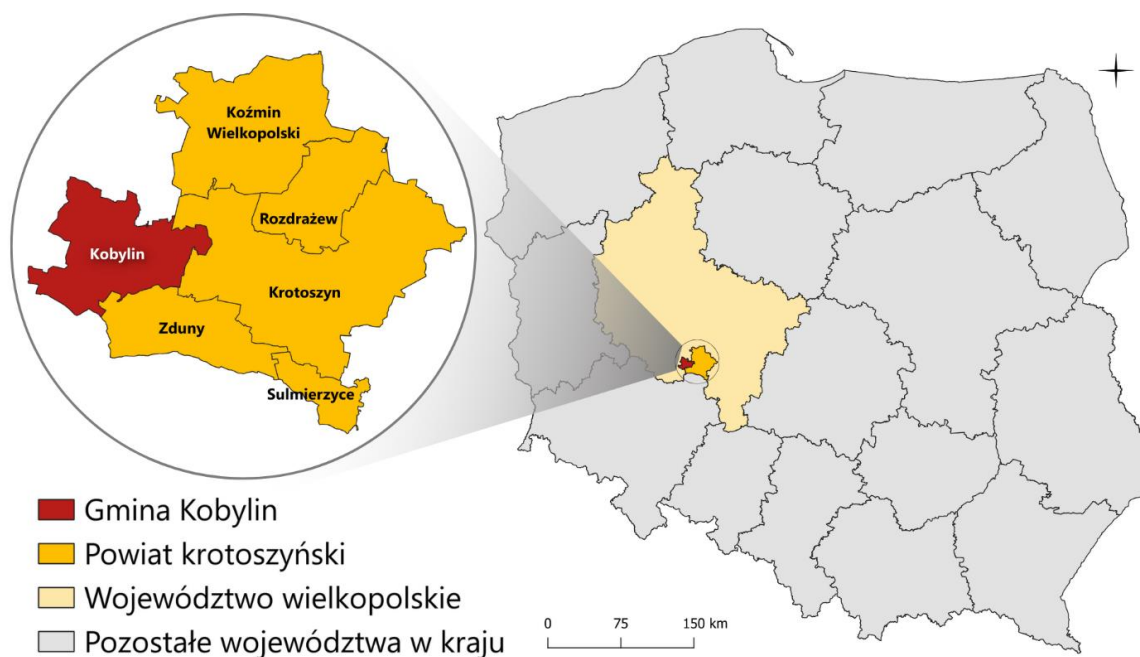 Koźmin
Wielkopolski
Rozdrażew
Kobylin
Krotoszyn
Zduny
Sulmierzyce
Gmina Kobylin
Powiat krotoszyński
Województwo wielkopolskie
Pozostałe województwa w kraju
0 75 150 km